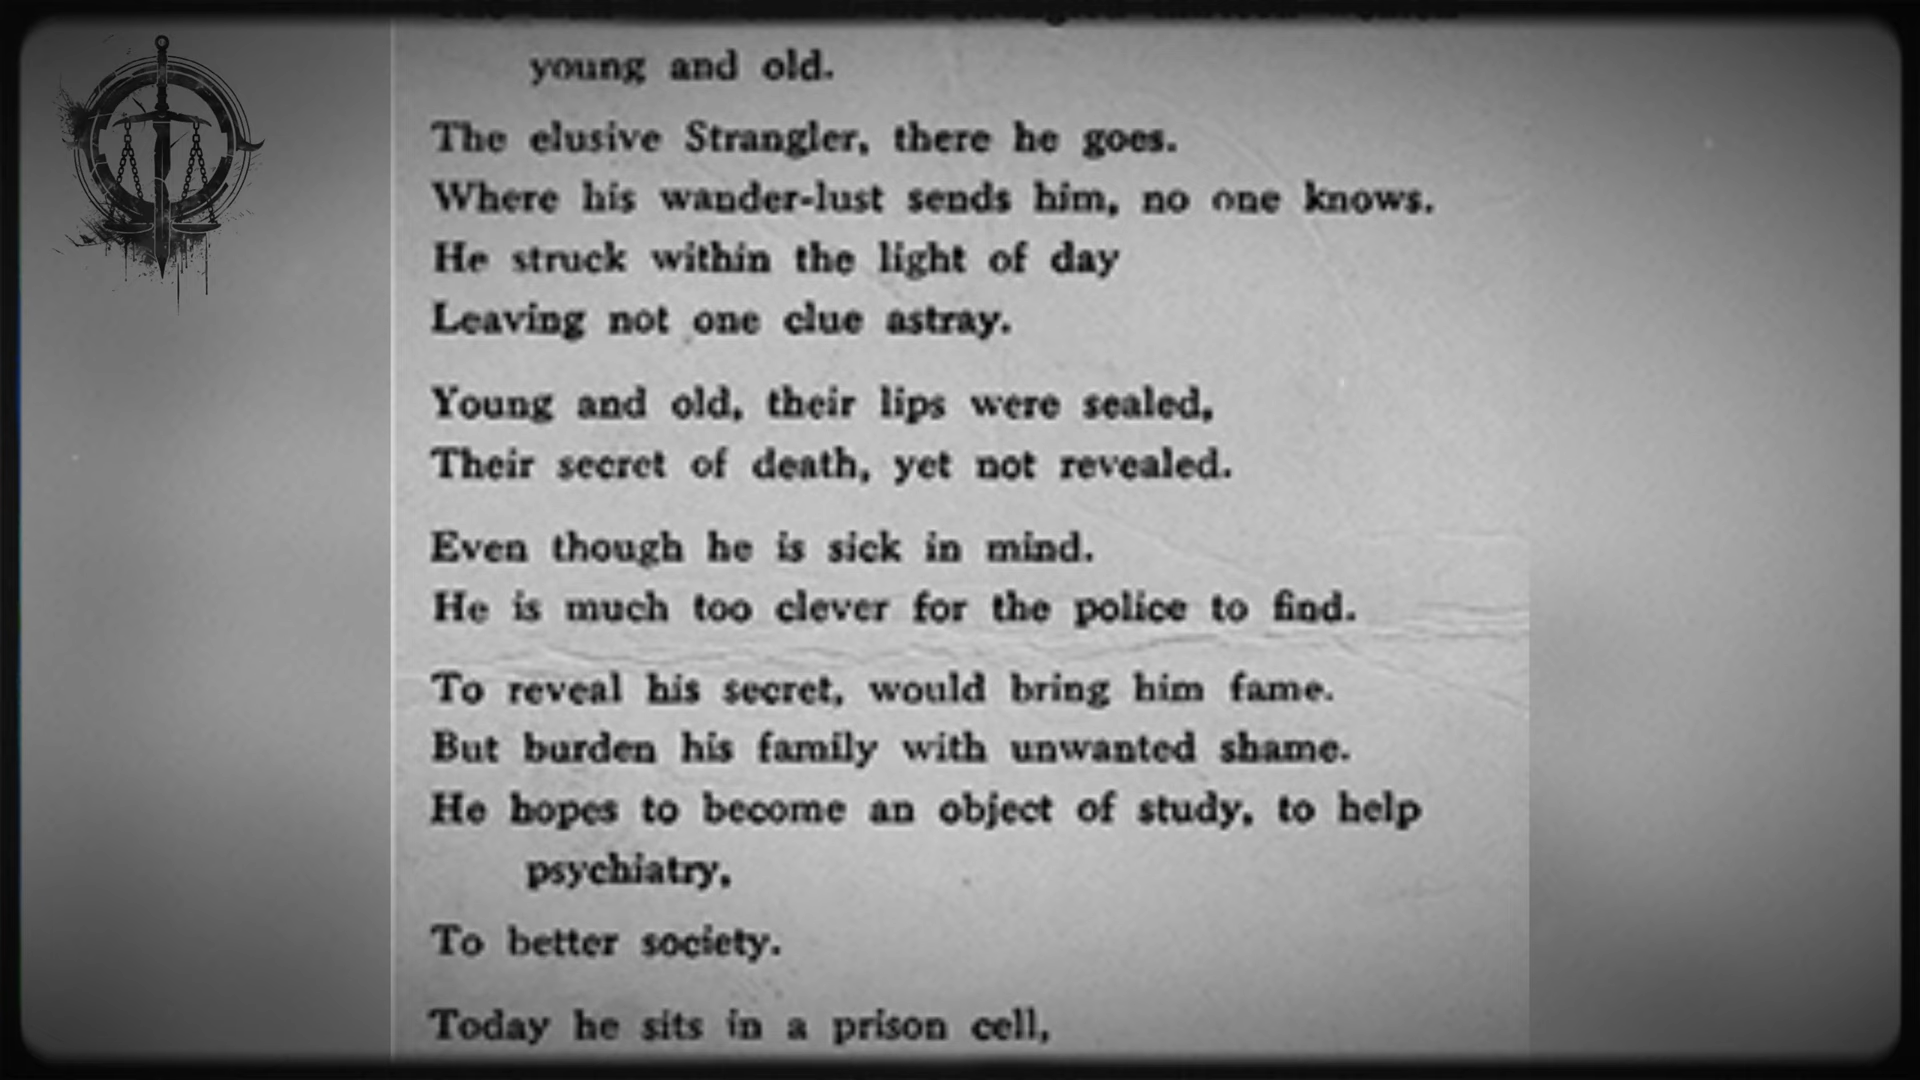 young and old.
The elusive Strangler, there he goes.
Where his wander-lust sends him, no one knows.
He struck within the light of day
Leaving not one clue astray.
Young and old, their lips were sealed,
Their secret of death, yet not revealed.
Even though he is sick in mind.
He is much too clever for the police to find.
To reveal his secret, would bring him fame.
But burden his family with unwanted shame.
He hopes to become an object of study, to help
psychiatry,
To better society.
Today he sits in a prison cell,